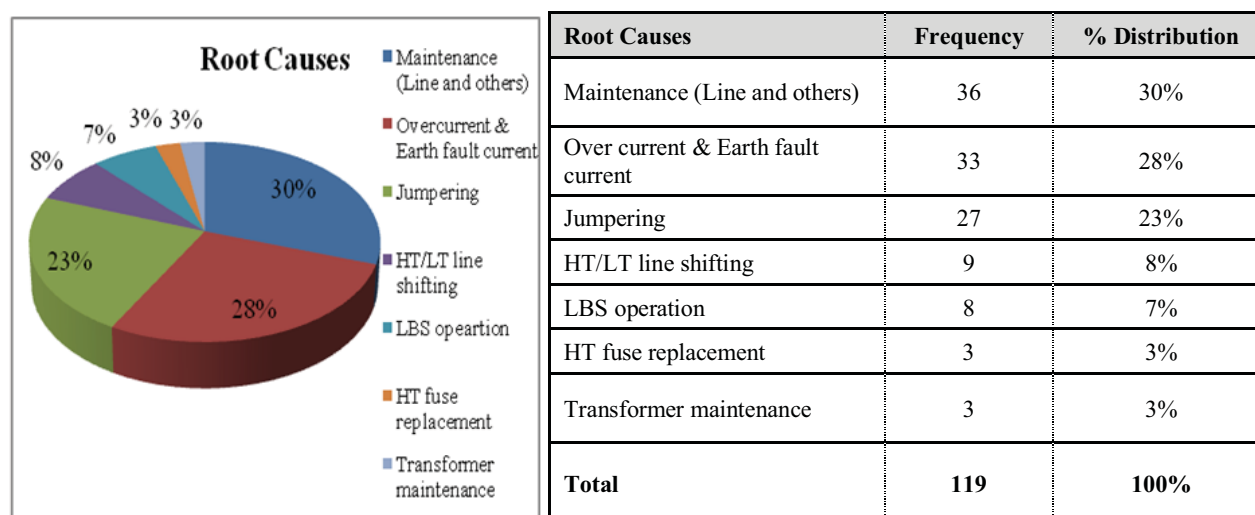 Root Causes
Maintenance
(Line and others)
Overcurrent &
Earth fault current
Jumpering
HT/LT line
shifting
LBS opeartion
HT fuse
replacement
Transformer
maintenance
30%
28%
23%
8%
7%
3%
3%
Root Causes Frequency % Distribution
Maintenance (Line and others) 36 30%
Over current & Earth fault
current 33 28%
Jumpering 27 23%
HT/LT line shifting 9 8%
LBS operation 8 7%
HT fuse replacement 3 3%
Transformer maintenance 3 3%
Total 119 100%